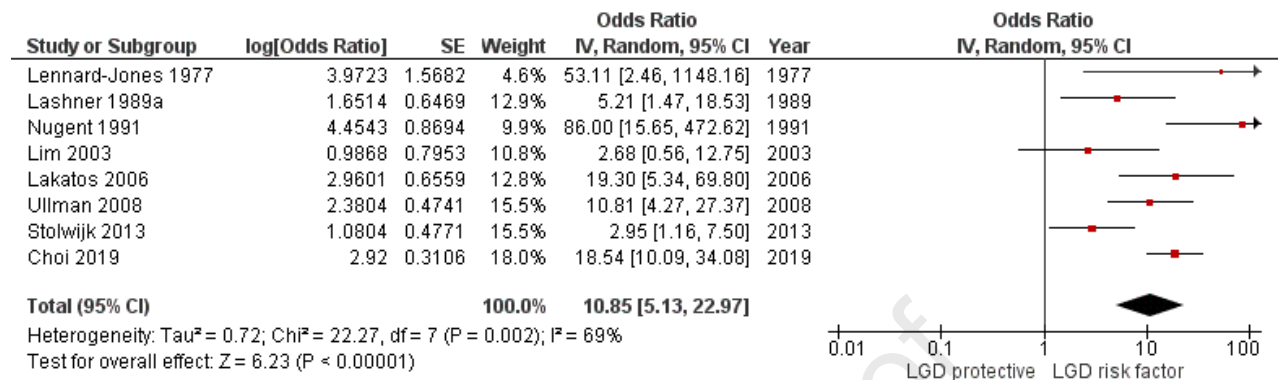 Odds Ratio Odds Ratio
Study or Subgroup log[Odds Ratio] SE Weight IV, Random, 95% CI Year IV, Random, 95% CI
Lennard-Jones 1977 3.9723 1.5682 4.6% 53.11 [2.46, 1148.16] 1977
Lashner 1989a 1.6514 0.6469 12.9% 5.21 [1.47, 18.53] 1989
Nugent 1991 4.4543 0.8694 9.9% 86.00 [15.65, 472.62] 1991
Lim 2003 0.9868 0.7953 10.8% 2.68 [0.56, 12.75] 2003
Lakatos 2006 2.9601 0.6559 12.8% 19.30 [5.34, 69.80] 2006
Ullman 2008 2.3804 0.4741 15.5% 10.81 [4.27, 27.37] 2008
Stolwijk 2013 1.0804 0.4771 15.5% 2.95 [1.16, 7.50] 2013
Choi 2019 2.92 0.3106 18.0% 18.54 [10.09, 34.08] 2019
Total (95% CI) 100.0% 10.85 [5.13, 22.97]
Heterogeneity: Tau² = 0.72; Chi² = 22.27, df = 7 (P = 0.002); I² = 69%
Test for overall effect: Z = 6.23 (P < 0.00001)
0.01 0.1 1 10 100
LGD protective LGD risk factor